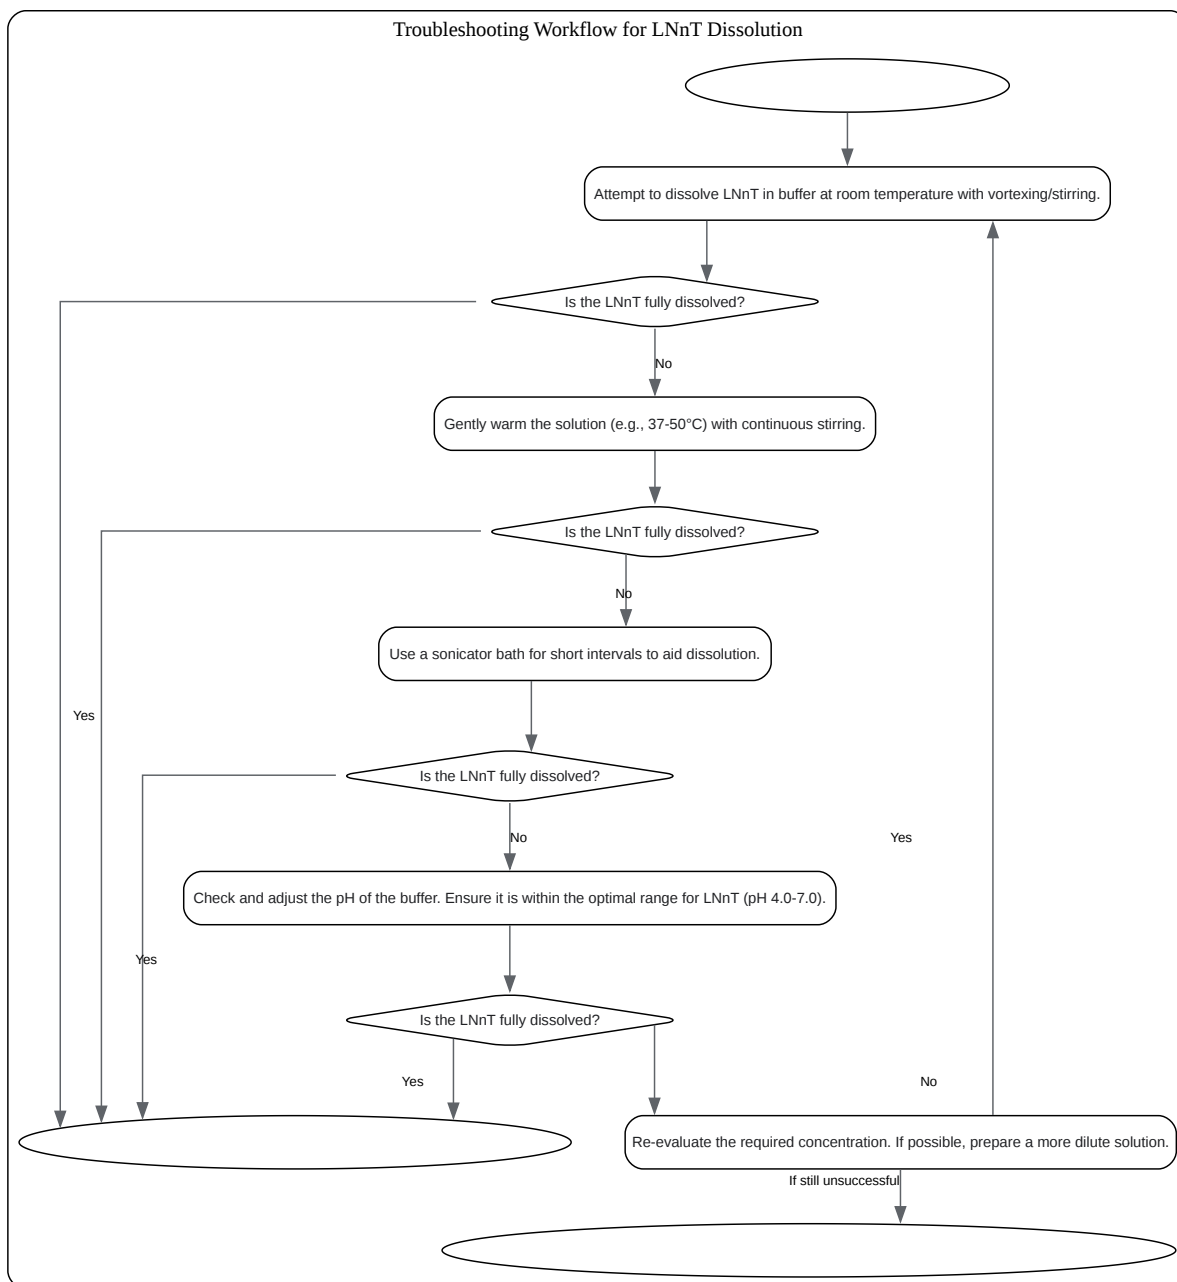 Troubleshooting Workflow for LNnT Dissolution
Attempt to dissolve LNnT in buffer at room temperature with vortexing/stirring.
Is the LNnT fully dissolved?
No
Gently warm the solution (e.g., 37-50°C) with continuous stirring.
Is the LNnT fully dissolved?
No
Use a sonicator bath for short intervals to aid dissolution.
Yes
Is the LNnT fully dissolved?
No
Yes
Check and adjust the pH of the buffer. Ensure it is within the optimal range for LNnT (pH 4.0-7.0).
Yes
Is the LNnT fully dissolved?
Yes
No
Re-evaluate the required concentration. If possible, prepare a more dilute solution.
If still unsuccessful